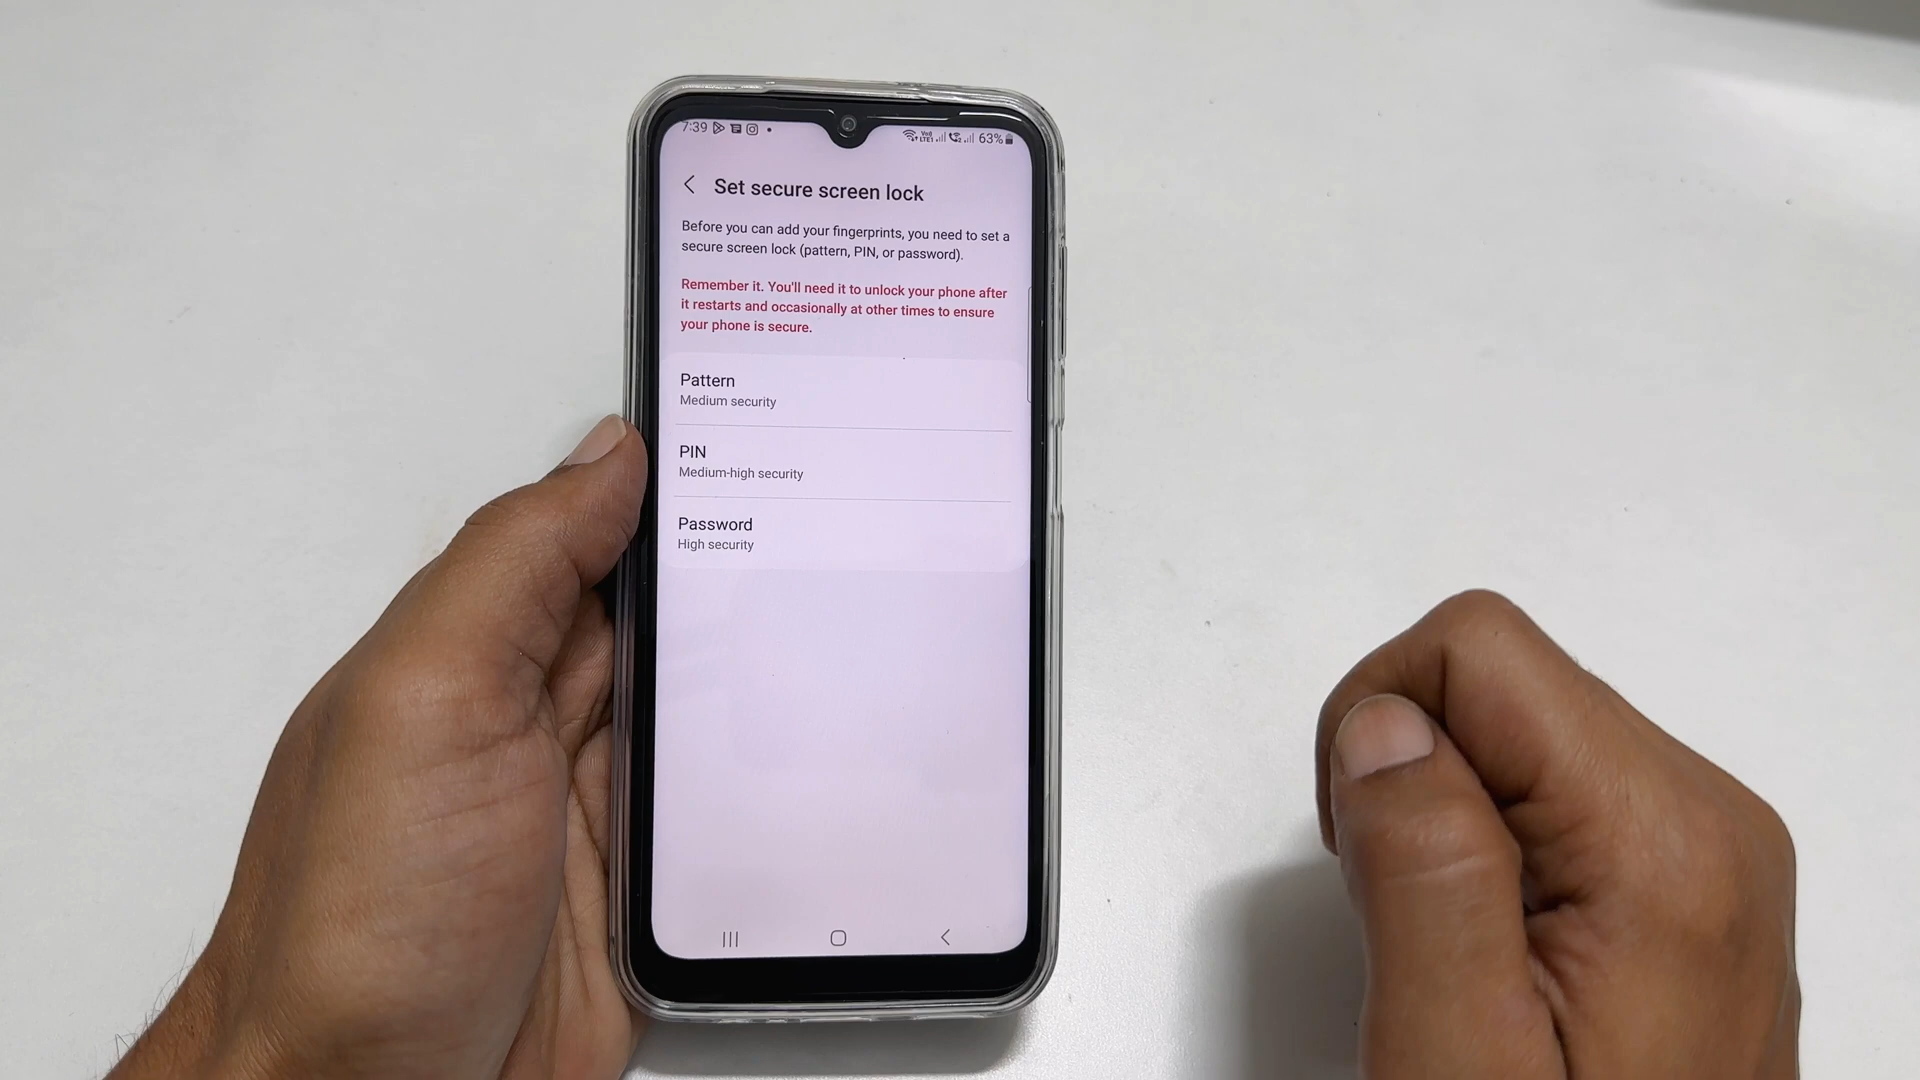 7:39 63%
Set secure screen lock
Before you can add your fingerprints, you need to set a
secure screen lock (pattern, PIN, or password).
Remember it. You'll need it to unlock your phone after
it restarts and occasionally at other times to ensure
your phone is secure.
Pattern
Medium security
PIN
Medium-high security
Password
High security